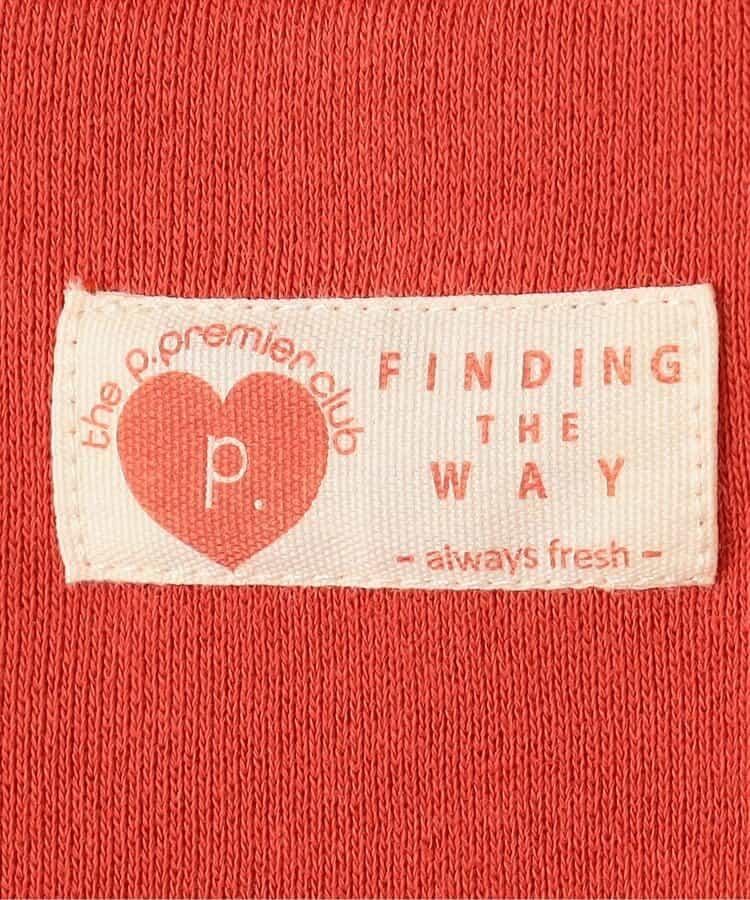 the p.premier club
p.
FINDING
THE
WAY
- always fresh -